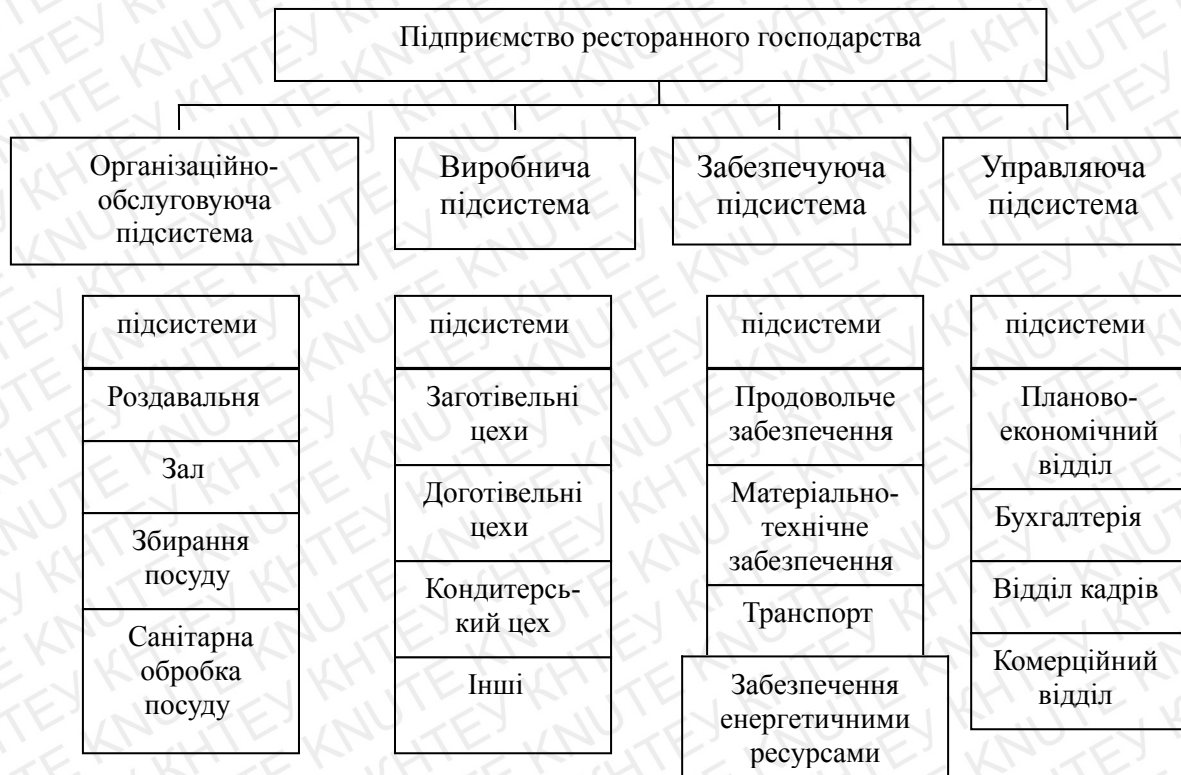 Підприємство ресторанного господарства
Організаційно-
обслуговуюча
підсистема
Виробнича
підсистема
Забезпечуюча
підсистема
Управляюча
підсистема
підсистеми
Роздавальня
Зал
Збирання
посуду
Санітарна
обробка
посуду
підсистеми
Заготівельні
цехи
Доготівельні
цехи
Кондитерсь-
кий цех
Інші
підсистеми
Продовольче
забезпечення
Матеріально-
технічне
забезпечення
Транспорт
Забезпечення
енергетичними
ресурсами
підсистеми
Планово-
економічний
відділ
Бухгалтерія
Відділ кадрів
Комерційний
відділ
КНТЕУ KNUTE